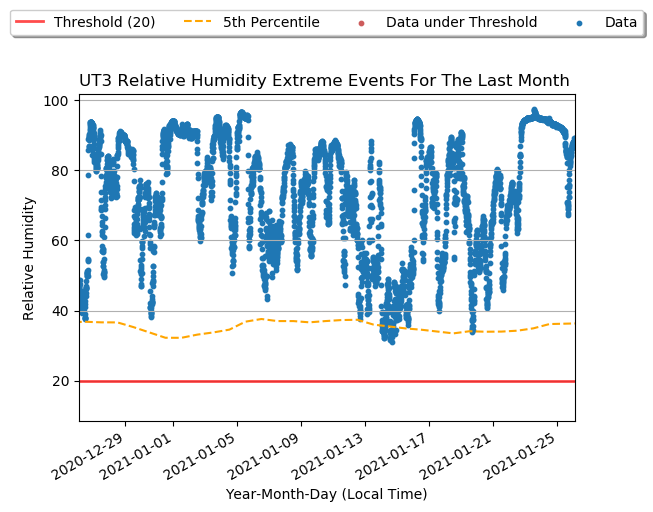 Threshold (20) 5th Percentile Data under Threshold Data
UT3 Relative Humidity Extreme Events For The Last Month
100
80
60
40
20
Relative Humidity
2020-12-29 2021-01-01 2021-01-05 2021-01-09 2021-01-13 2021-01-17 2021-01-21 2021-01-25
Year-Month-Day (Local Time)